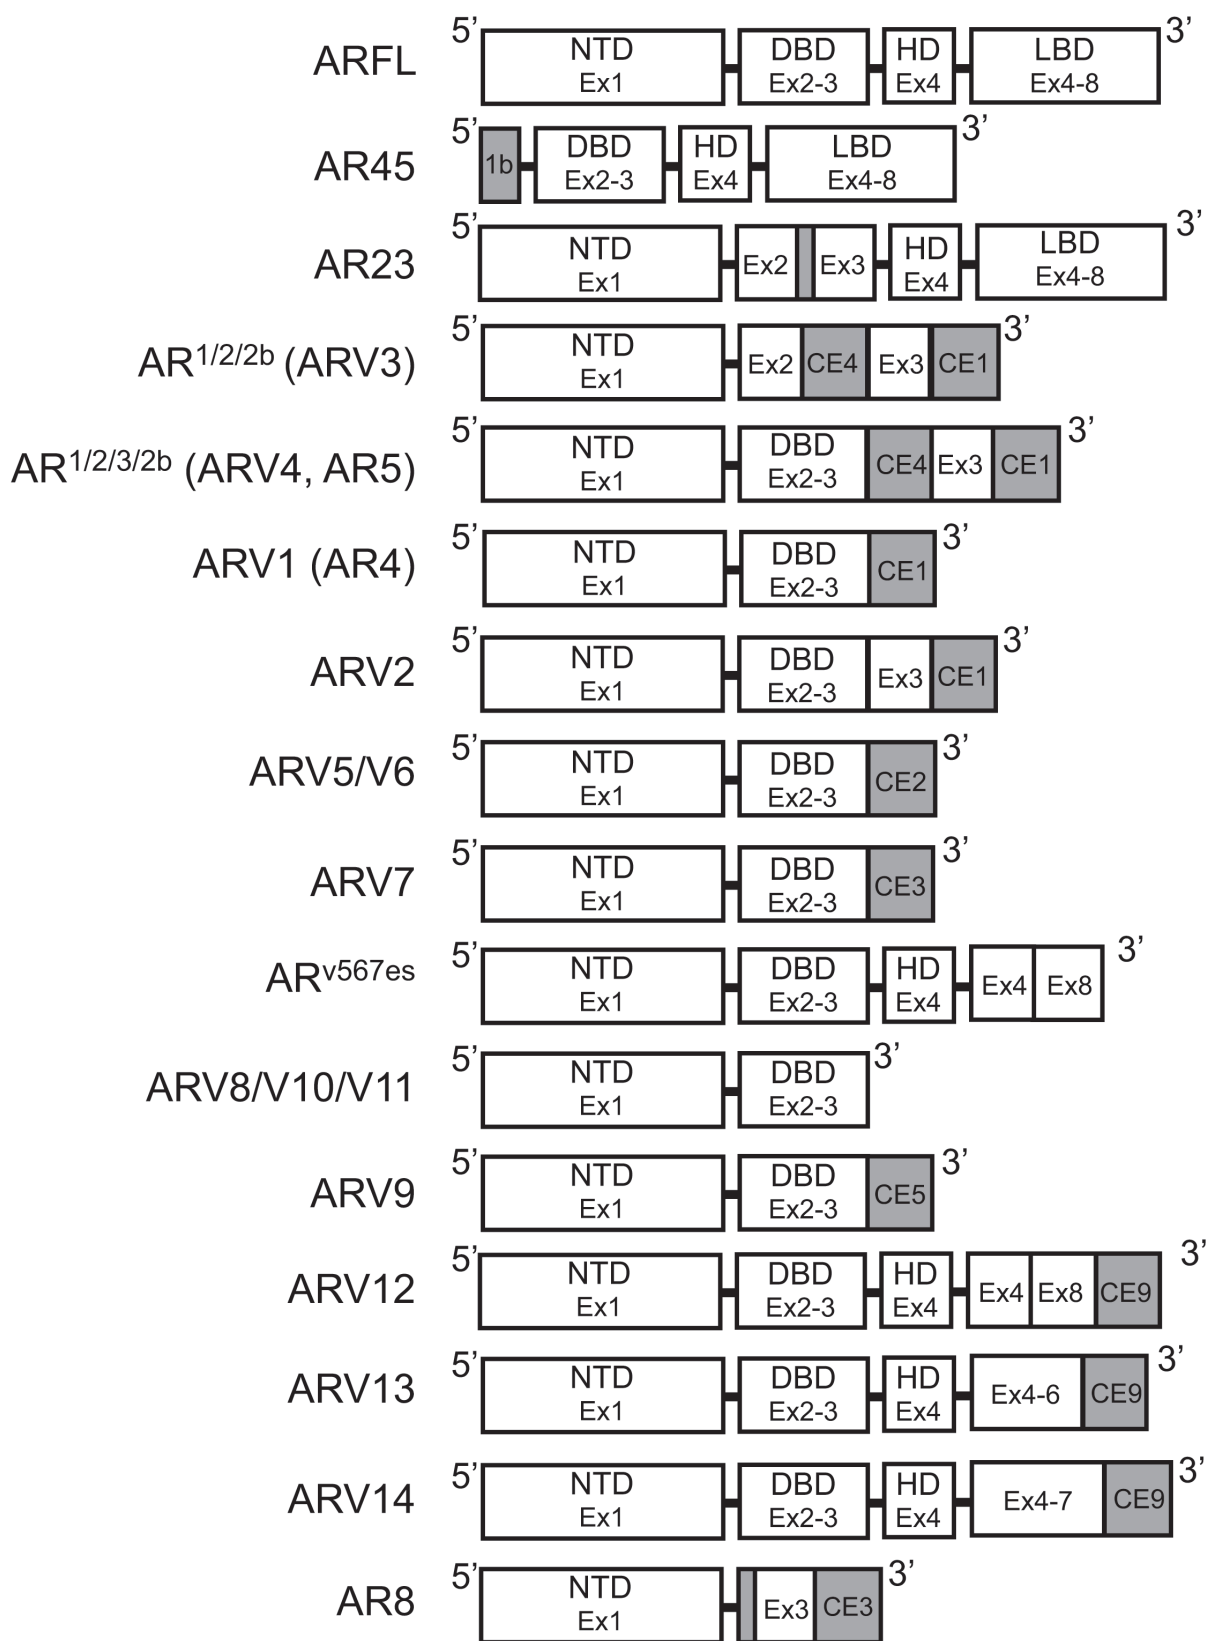 5’ 3’
ARFL NTD DBD HD LBD
Ex1 Ex2-3 Ex4 Ex4-8
5’ 3’
AR45 1b DBD HD LBD
Ex2-3 Ex4 Ex4-8
5’ 3’
AR23 NTD Ex2 Ex3 HD LBD
Ex1 Ex4 Ex4-8
5’ 3’
AR1/2/2b (ARV3) NTD Ex2 CE4 Ex3 CE1
Ex1
5’ 3’
AR1/2/3/2b (ARV4, AR5) NTD DBD CE4 Ex3 CE1
Ex1 Ex2-3
5’ 3’
ARV1 (AR4) NTD DBD CE1
Ex1 Ex2-3
5’ 3’
ARV2 NTD DBD Ex3 CE1
Ex1 Ex2-3
5’ 3’
ARV5/V6 NTD DBD CE2
Ex1 Ex2-3
5’ 3’
ARV7 NTD DBD CE3
Ex1 Ex2-3
5’ 3’
ARv567es NTD DBD HD Ex4 Ex8
Ex1 Ex2-3 Ex4
5’ 3’
ARV8/V10/V11 NTD DBD
Ex1 Ex2-3
5’ 3’
ARV9 NTD DBD CE5
Ex1 Ex2-3
5’ 3’
ARV12 NTD DBD HD Ex4 Ex8 CE9
Ex1 Ex2-3 Ex4
5’ 3’
ARV13 NTD DBD HD Ex4-6 CE9
Ex1 Ex2-3 Ex4
5’ 3’
ARV14 NTD DBD HD Ex4-7 CE9
Ex1 Ex2-3 Ex4
5’ 3’
AR8 NTD Ex3 CE3
Ex1